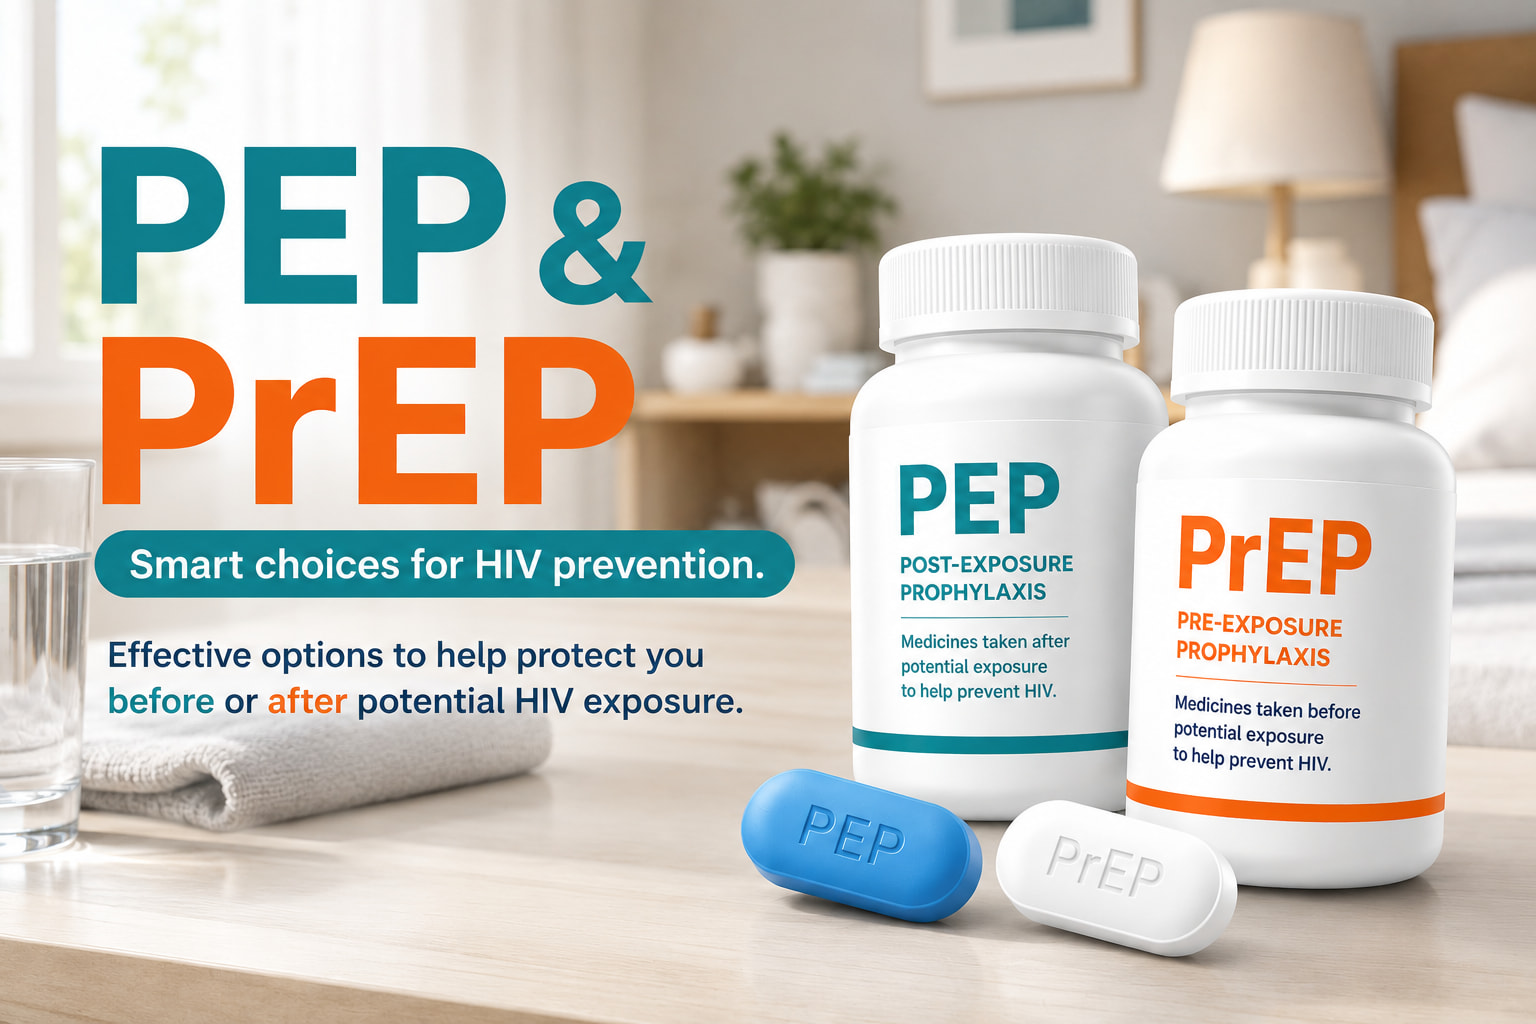 PEP &
PrEP
Smart choices for HIV prevention.
Effective options to help protect you
before or after potential HIV exposure.
PEP
POST-EXPOSURE
PROPHYLAXIS
Medicines taken after
potential exposure
to help prevent HIV.
PrEP
PRE-EXPOSURE
PROPHYLAXIS
Medicines taken before
potential exposure
to help prevent HIV.
PEP
PrEP